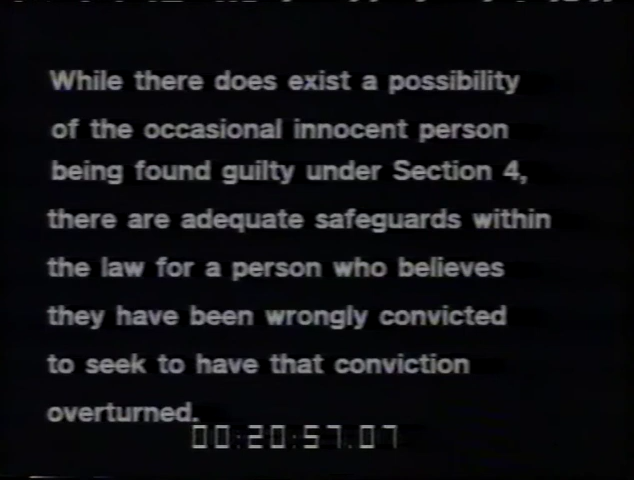 While there does exist a possibility
of the occasional innocent person
being found guilty under Section 4,
there are adequate safeguards within
the law for a person who believes
they have been wrongly convicted
to seek to have that conviction
overturned.
00:20:57.07